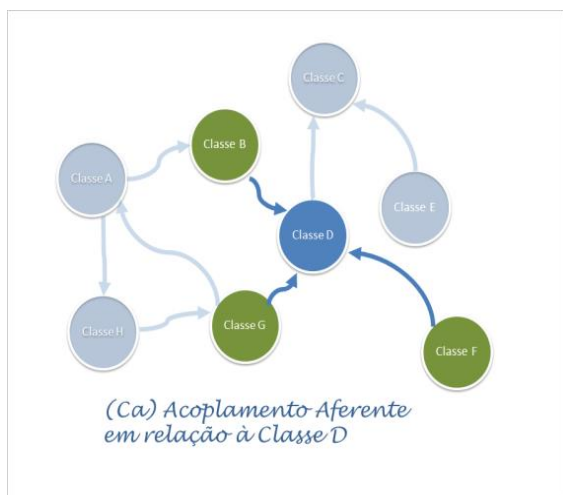 Classe C
Classe B
Classe A
Classe E
Classe D
Classe H
Classe G
Classe F
(Ca) Acoplamento Aferente
em relação à Classe D